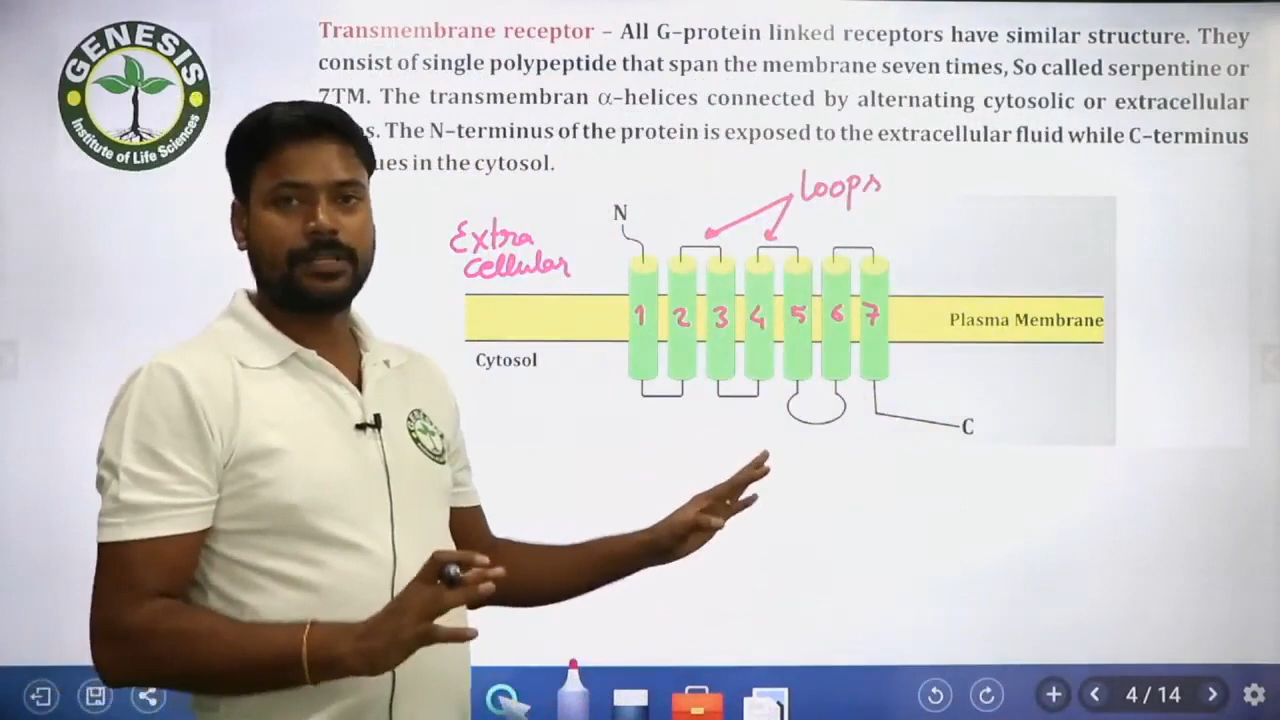 GENESIS
Institute of Life Sciences
Transmembrane receptor – All G–protein linked receptors have similar structure. They
consist of single polypeptide that span the membrane seven times, So called serpentine or
7TM. The transmembran α–helices connected by alternating cytosolic or extracellular
s. The N–terminus of the protein is exposed to the extracellular fluid while C–terminus
ues in the cytosol.
Loops
N
Extra
cellular
1 2 3 4 5 6 7
Plasma Membrane
Cytosol
C
4 / 14